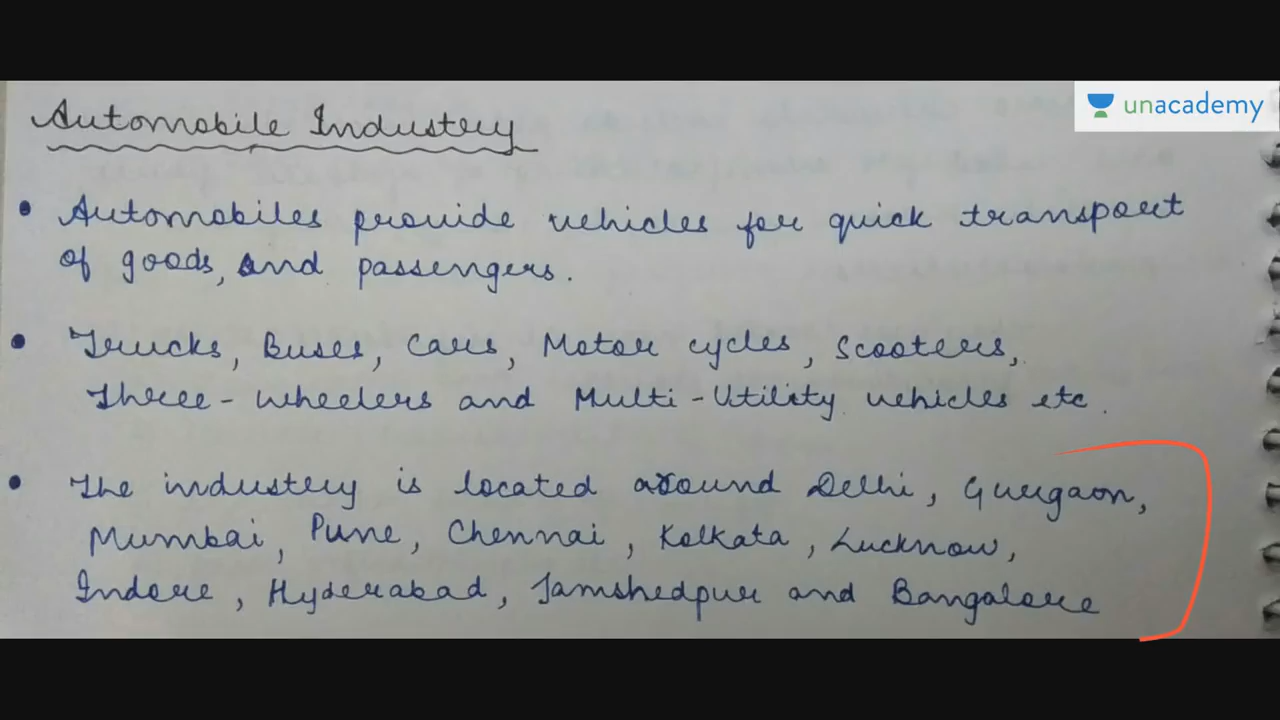 unacademy
Automobile Industry
• Automobiles provide vehicles for quick transport
of goods, and passengers.
• Trucks, Buses, Cars, Motor cycles, Scooters,
Three-wheelers and Multi-Utility vehicles etc.
• The industry is located around Delhi, Gurgaon,
Mumbai, Pune, Chennai, Kolkata, Lucknow,
Indore, Hyderabad, Jamshedpur and Bangalore